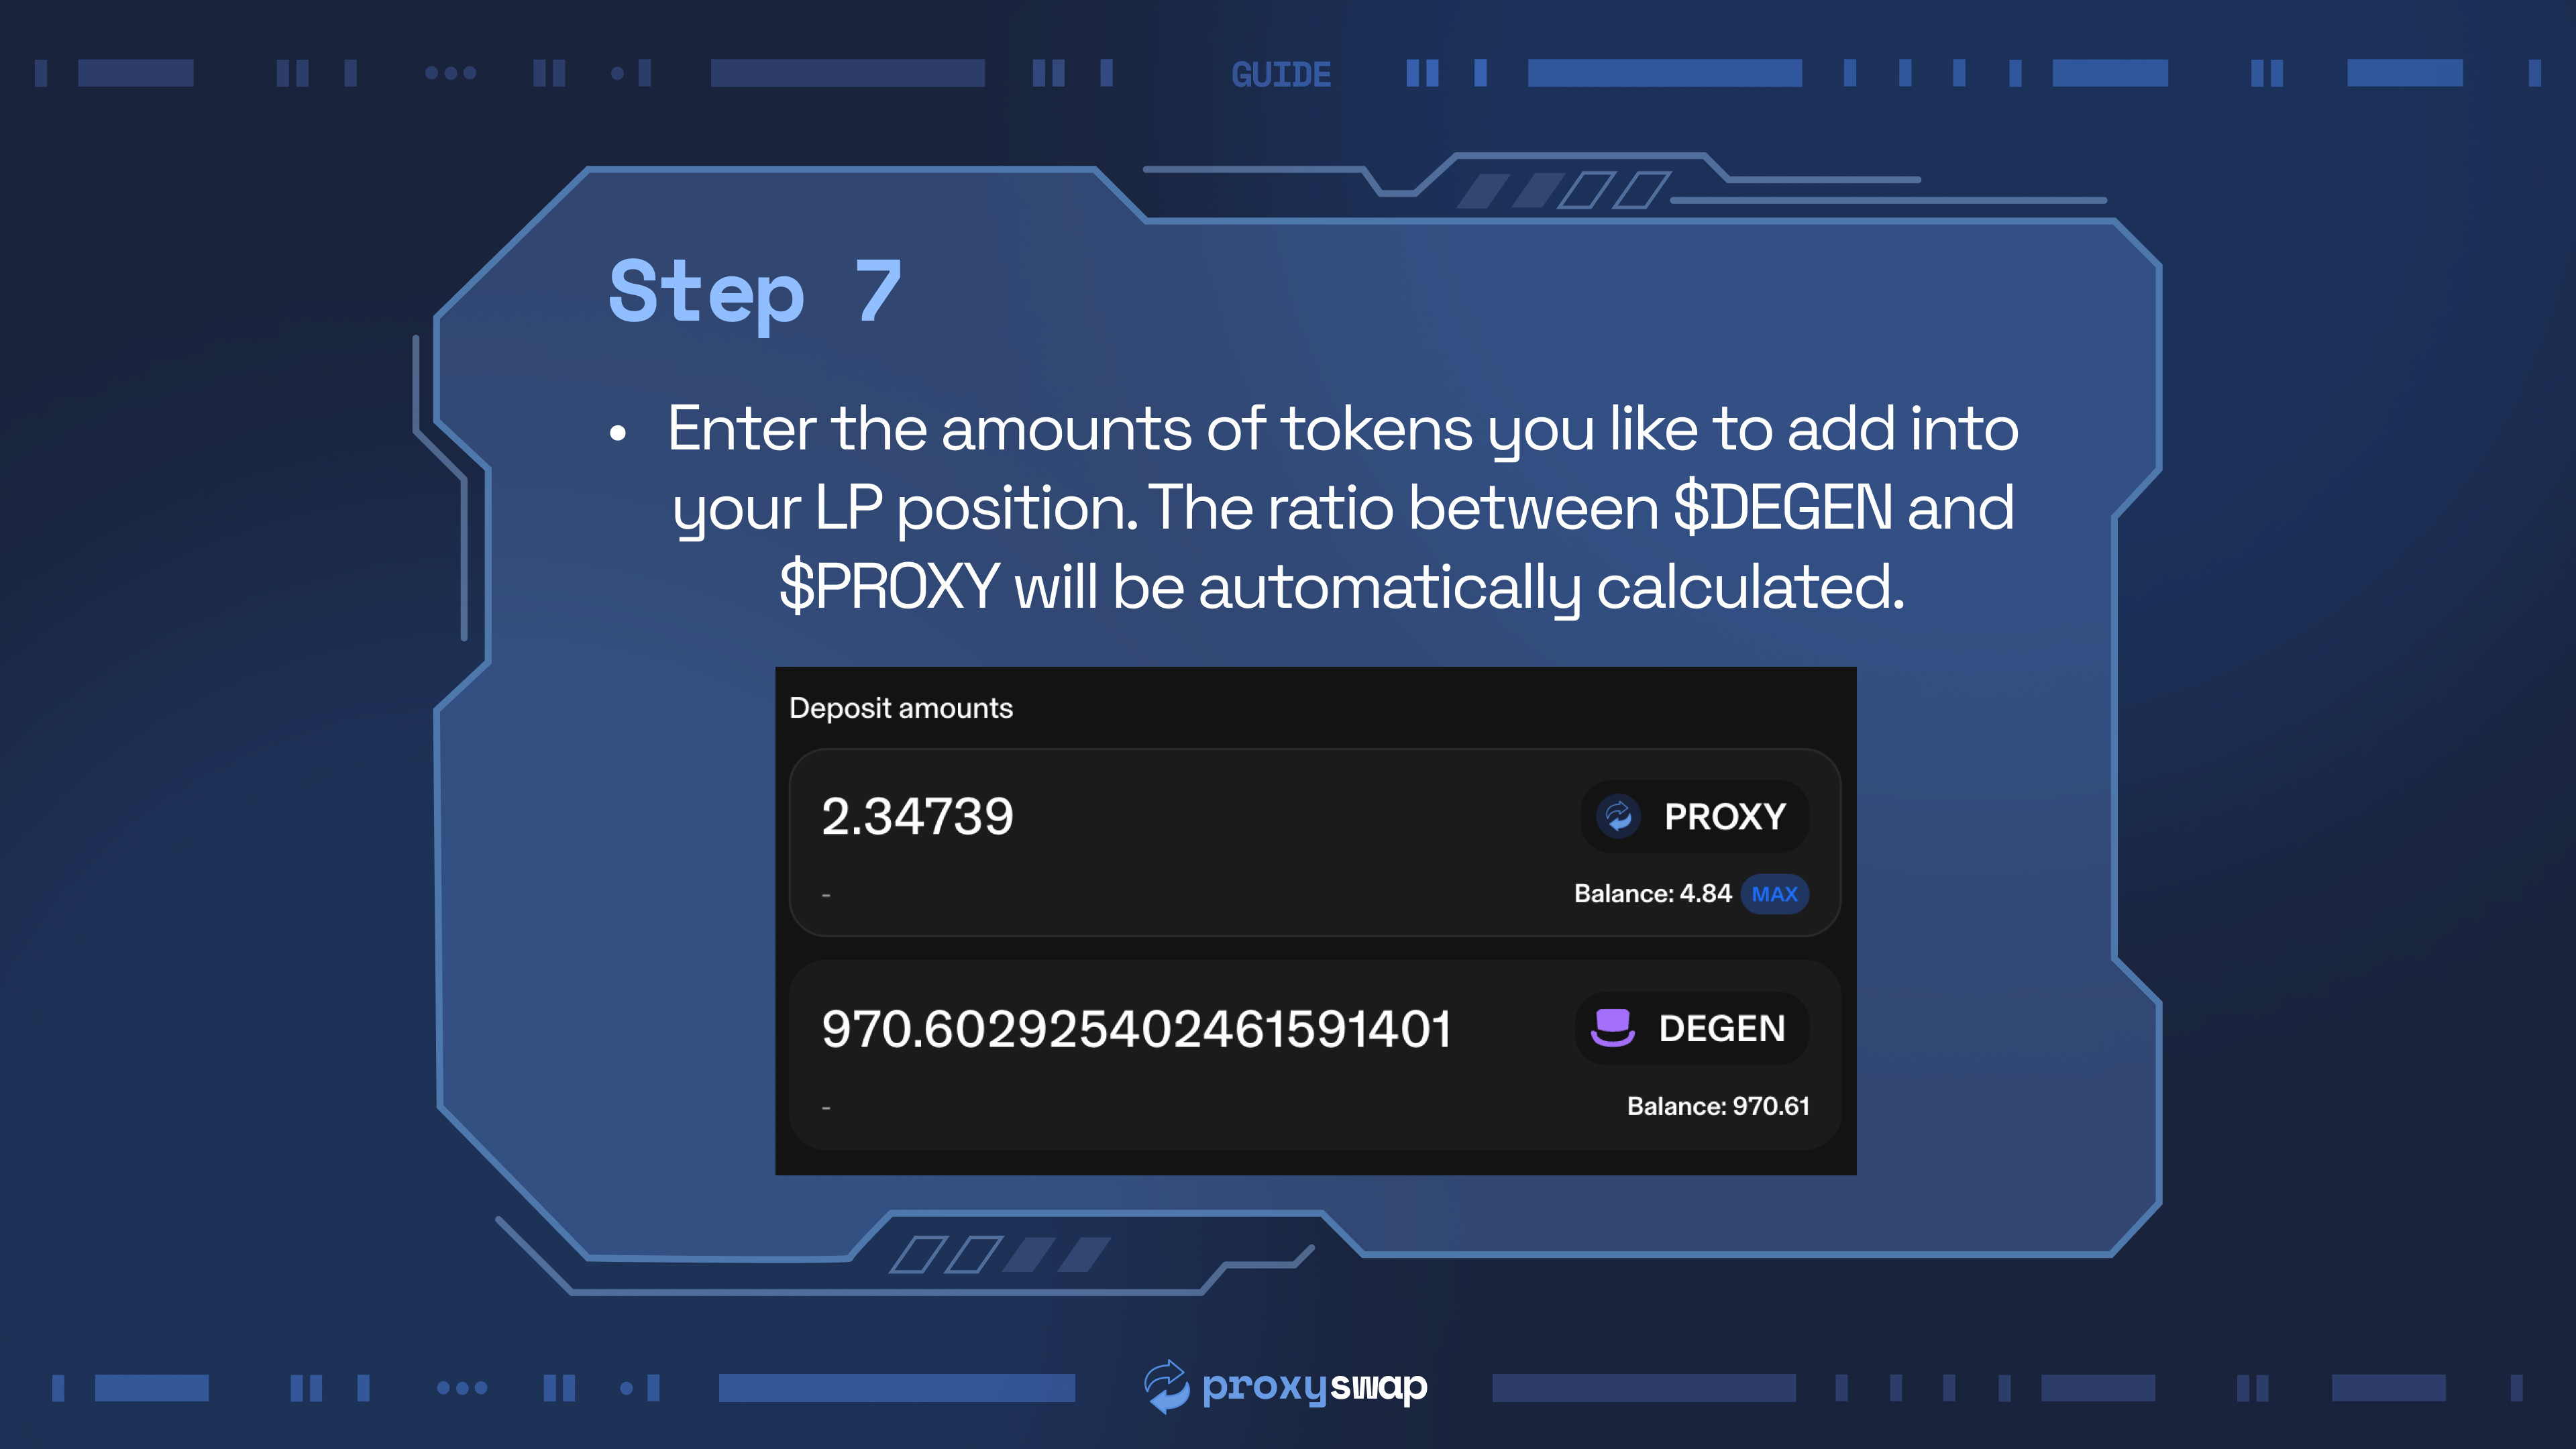 GUIDE
Step 7
• Enter the amounts of tokens you like to add into
your LP position. The ratio between $DEGEN and
$PROXY will be automatically calculated.
Deposit amounts
2.34739 PROXY
- Balance: 4.84 MAX
970.602925402461591401 DEGEN
- Balance: 970.61
proxyswap